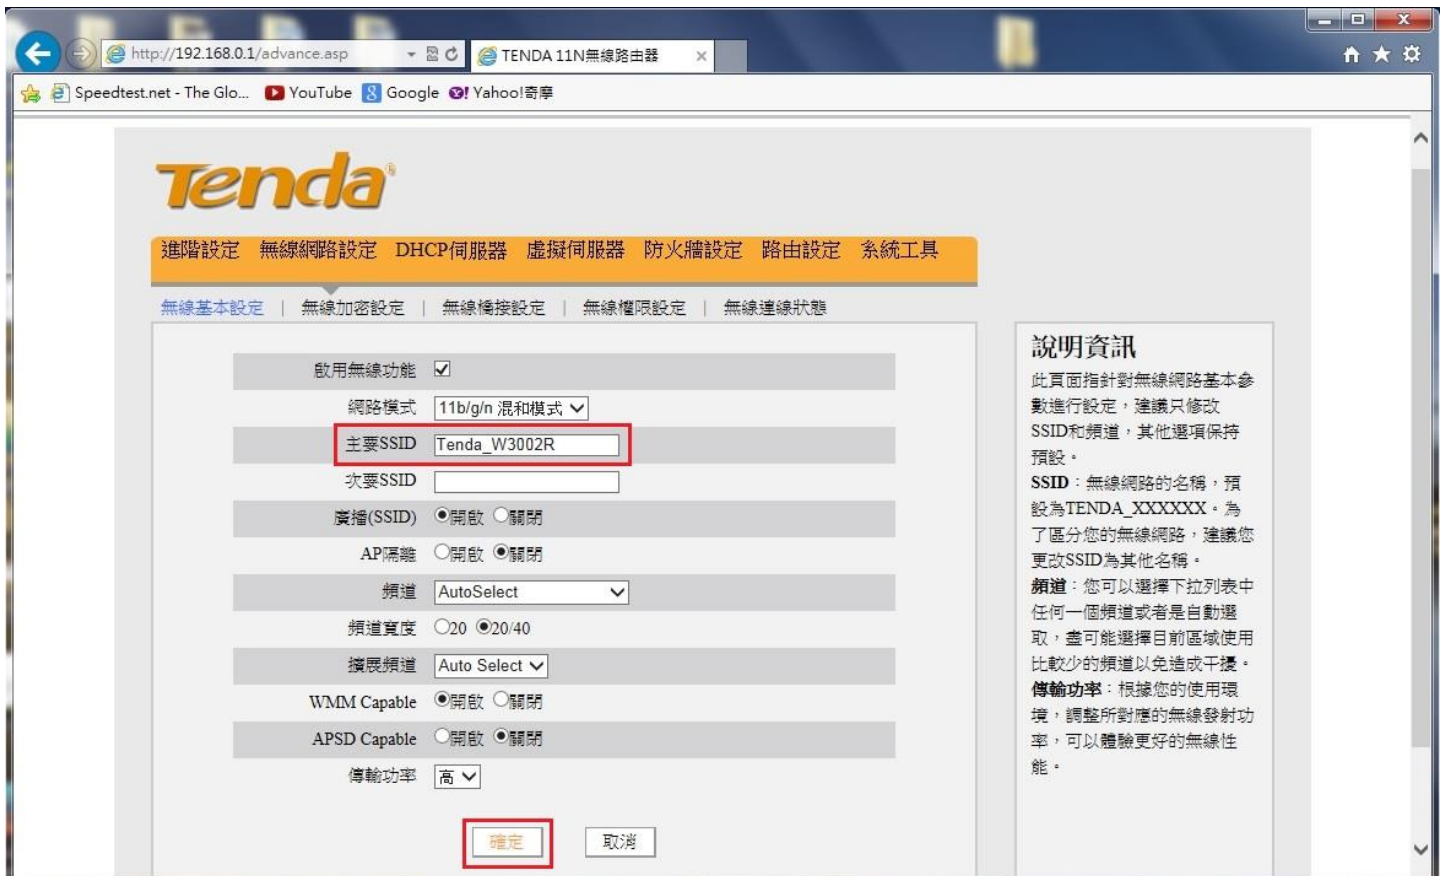 http://192.168.0.1/advance.asp
TENDA 11N無線路由器
Speedtest.net - The Glo...
YouTube
Google
Yahoo!奇摩
Tenda®
進階設定 無線網路設定 DHCP伺服器 虛擬伺服器 防火牆設定 路由設定 系統工具
無線基本設定 | 無線加密設定 | 無線橋接設定 | 無線權限設定 | 無線連線狀態
啟用無線功能
網路模式 11b/g/n 混和模式
主要SSID Tenda_W3002R
次要SSID
廣播(SSID) 開啟 關閉
AP隔離 開啟 關閉
頻道 AutoSelect
頻道寬度 20 20/40
擴展頻道 Auto Select
WMM Capable 開啟 關閉
APSD Capable 開啟 關閉
傳輸功率 高
確定 取消
說明資訊
此頁面指針對無線網路基本參
數進行設定，建議只修改
SSID和頻道，其他選項保持
預設。
SSID：無線網路的名稱，預
設為TENDA_XXXXXX。為
了區分您的無線網路，建議您
更改SSID為其他名稱。
頻道：您可以選擇下拉列表中
任何一個頻道或者是自動選
取，盡可能選擇目前區域使用
比較少的頻道以免造成干擾。
傳輸功率：根據您的使用環
境，調整所對應的無線發射功
率，可以體驗更好的無線性
能。